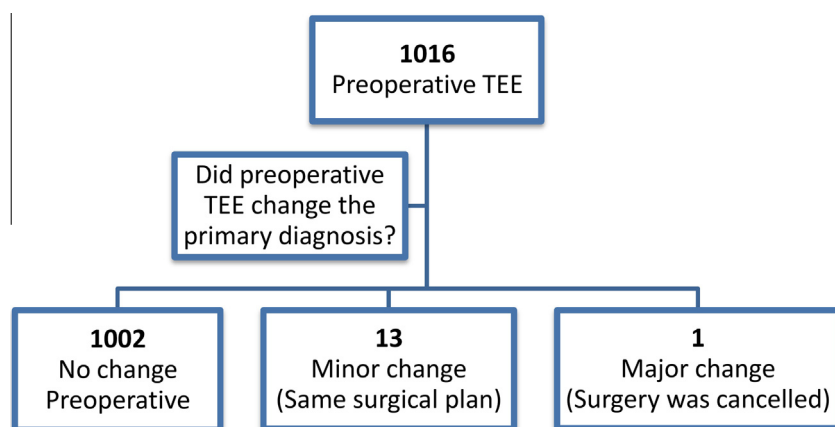 1016
Preoperative TEE
Did preoperative
TEE change the
primary diagnosis?
1002
No change
Preoperative
13
Minor change
(Same surgical plan)
1
Major change
(Surgery was cancelled)